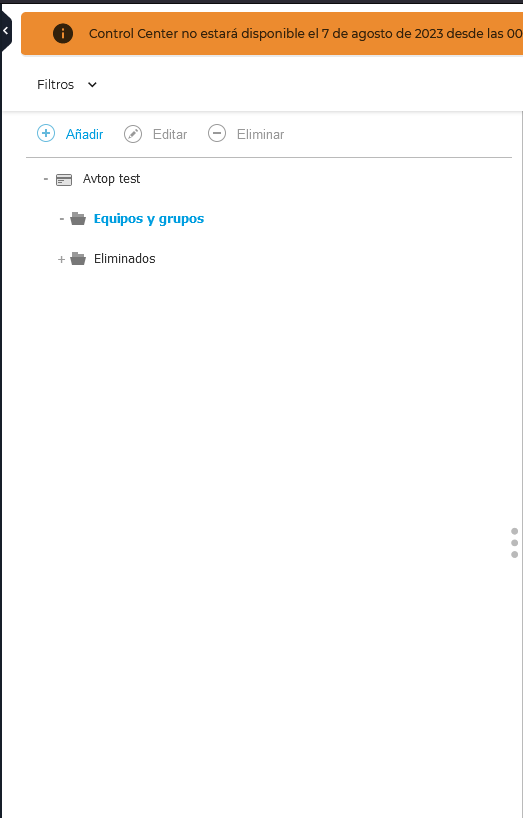 Control Center no estará disponible el 7 de agosto de 2023 desde las 00
Filtros
Añadir Editar Eliminar
Avtop test
Equipos y grupos
Eliminados